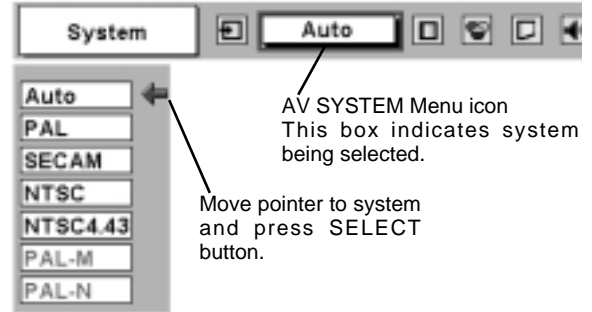 System
Auto
Auto
PAL
SECAM
NTSC
NTSC4.43
PAL-M
PAL-N
AV SYSTEM Menu icon
This box indicates system
being selected.
Move pointer to system
and press SELECT
button.